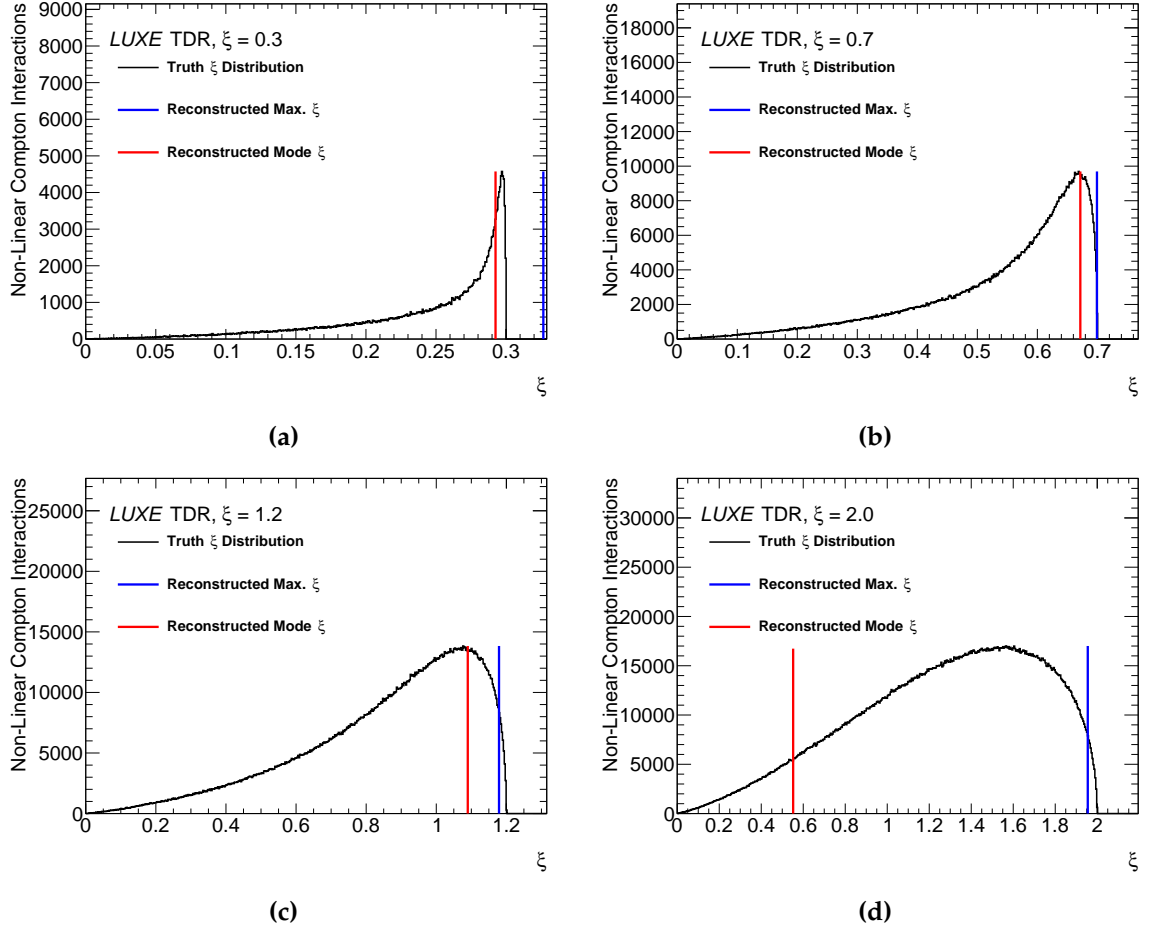 Non-Linear Compton Interactions
9000
8000
7000
6000
5000
4000
3000
2000
1000
0
LUXE TDR, ξ = 0.3
Truth ξ Distribution
Reconstructed Max. ξ
Reconstructed Mode ξ
0 0.05 0.1 0.15 0.2 0.25 0.3
ξ
(a)
Non-Linear Compton Interactions
18000
16000
14000
12000
10000
8000
6000
4000
2000
0
LUXE TDR, ξ = 0.7
Truth ξ Distribution
Reconstructed Max. ξ
Reconstructed Mode ξ
0 0.1 0.2 0.3 0.4 0.5 0.6 0.7
ξ
(b)
Non-Linear Compton Interactions
25000
20000
15000
10000
5000
0
LUXE TDR, ξ = 1.2
Truth ξ Distribution
Reconstructed Max. ξ
Reconstructed Mode ξ
0 0.2 0.4 0.6 0.8 1 1.2
ξ
(c)
Non-Linear Compton Interactions
30000
25000
20000
15000
10000
5000
0
LUXE TDR, ξ = 2.0
Truth ξ Distribution
Reconstructed Max. ξ
Reconstructed Mode ξ
0 0.2 0.4 0.6 0.8 1 1.2 1.4 1.6 1.8 2
ξ
(d)